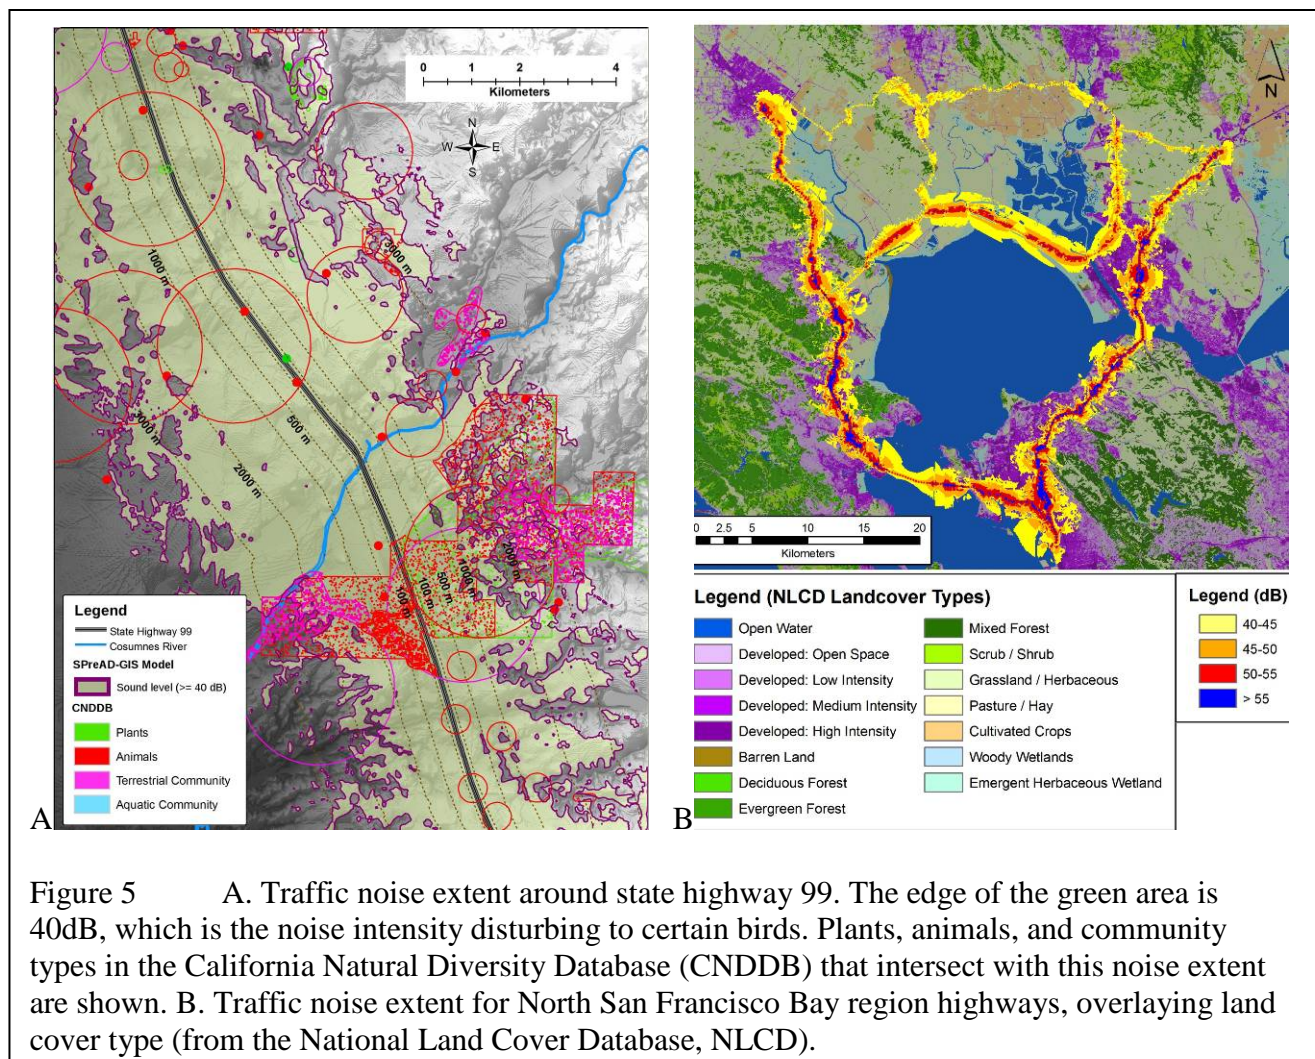 0 1 2 4
Kilometers
N
W E
S
3000 m
1000 m
500 m
3000 m
2000 m
2000 m
1000 m
500 m
100 m
100 m
Legend
State Highway 99
Cosumnes River
SPreAD-GIS Model
Sound level (>= 40 dB)
CNDDB
Plants
Animals
Terrestrial Community
Aquatic Community
A
N
0 2.5 5 10 15 20
Kilometers
Legend (NLCD Landcover Types)
Open Water
Developed: Open Space
Developed: Low Intensity
Developed: Medium Intensity
Developed: High Intensity
Barren Land
Deciduous Forest
Evergreen Forest
Mixed Forest
Scrub / Shrub
Grassland / Herbaceous
Pasture / Hay
Cultivated Crops
Woody Wetlands
Emergent Herbaceous Wetland
Legend (dB)
40-45
45-50
50-55
> 55
B
Figure 5 A. Traffic noise extent around state highway 99. The edge of the green area is
40dB, which is the noise intensity disturbing to certain birds. Plants, animals, and community
types in the California Natural Diversity Database (CNDDB) that intersect with this noise extent
are shown. B. Traffic noise extent for North San Francisco Bay region highways, overlaying land
cover type (from the National Land Cover Database, NLCD).